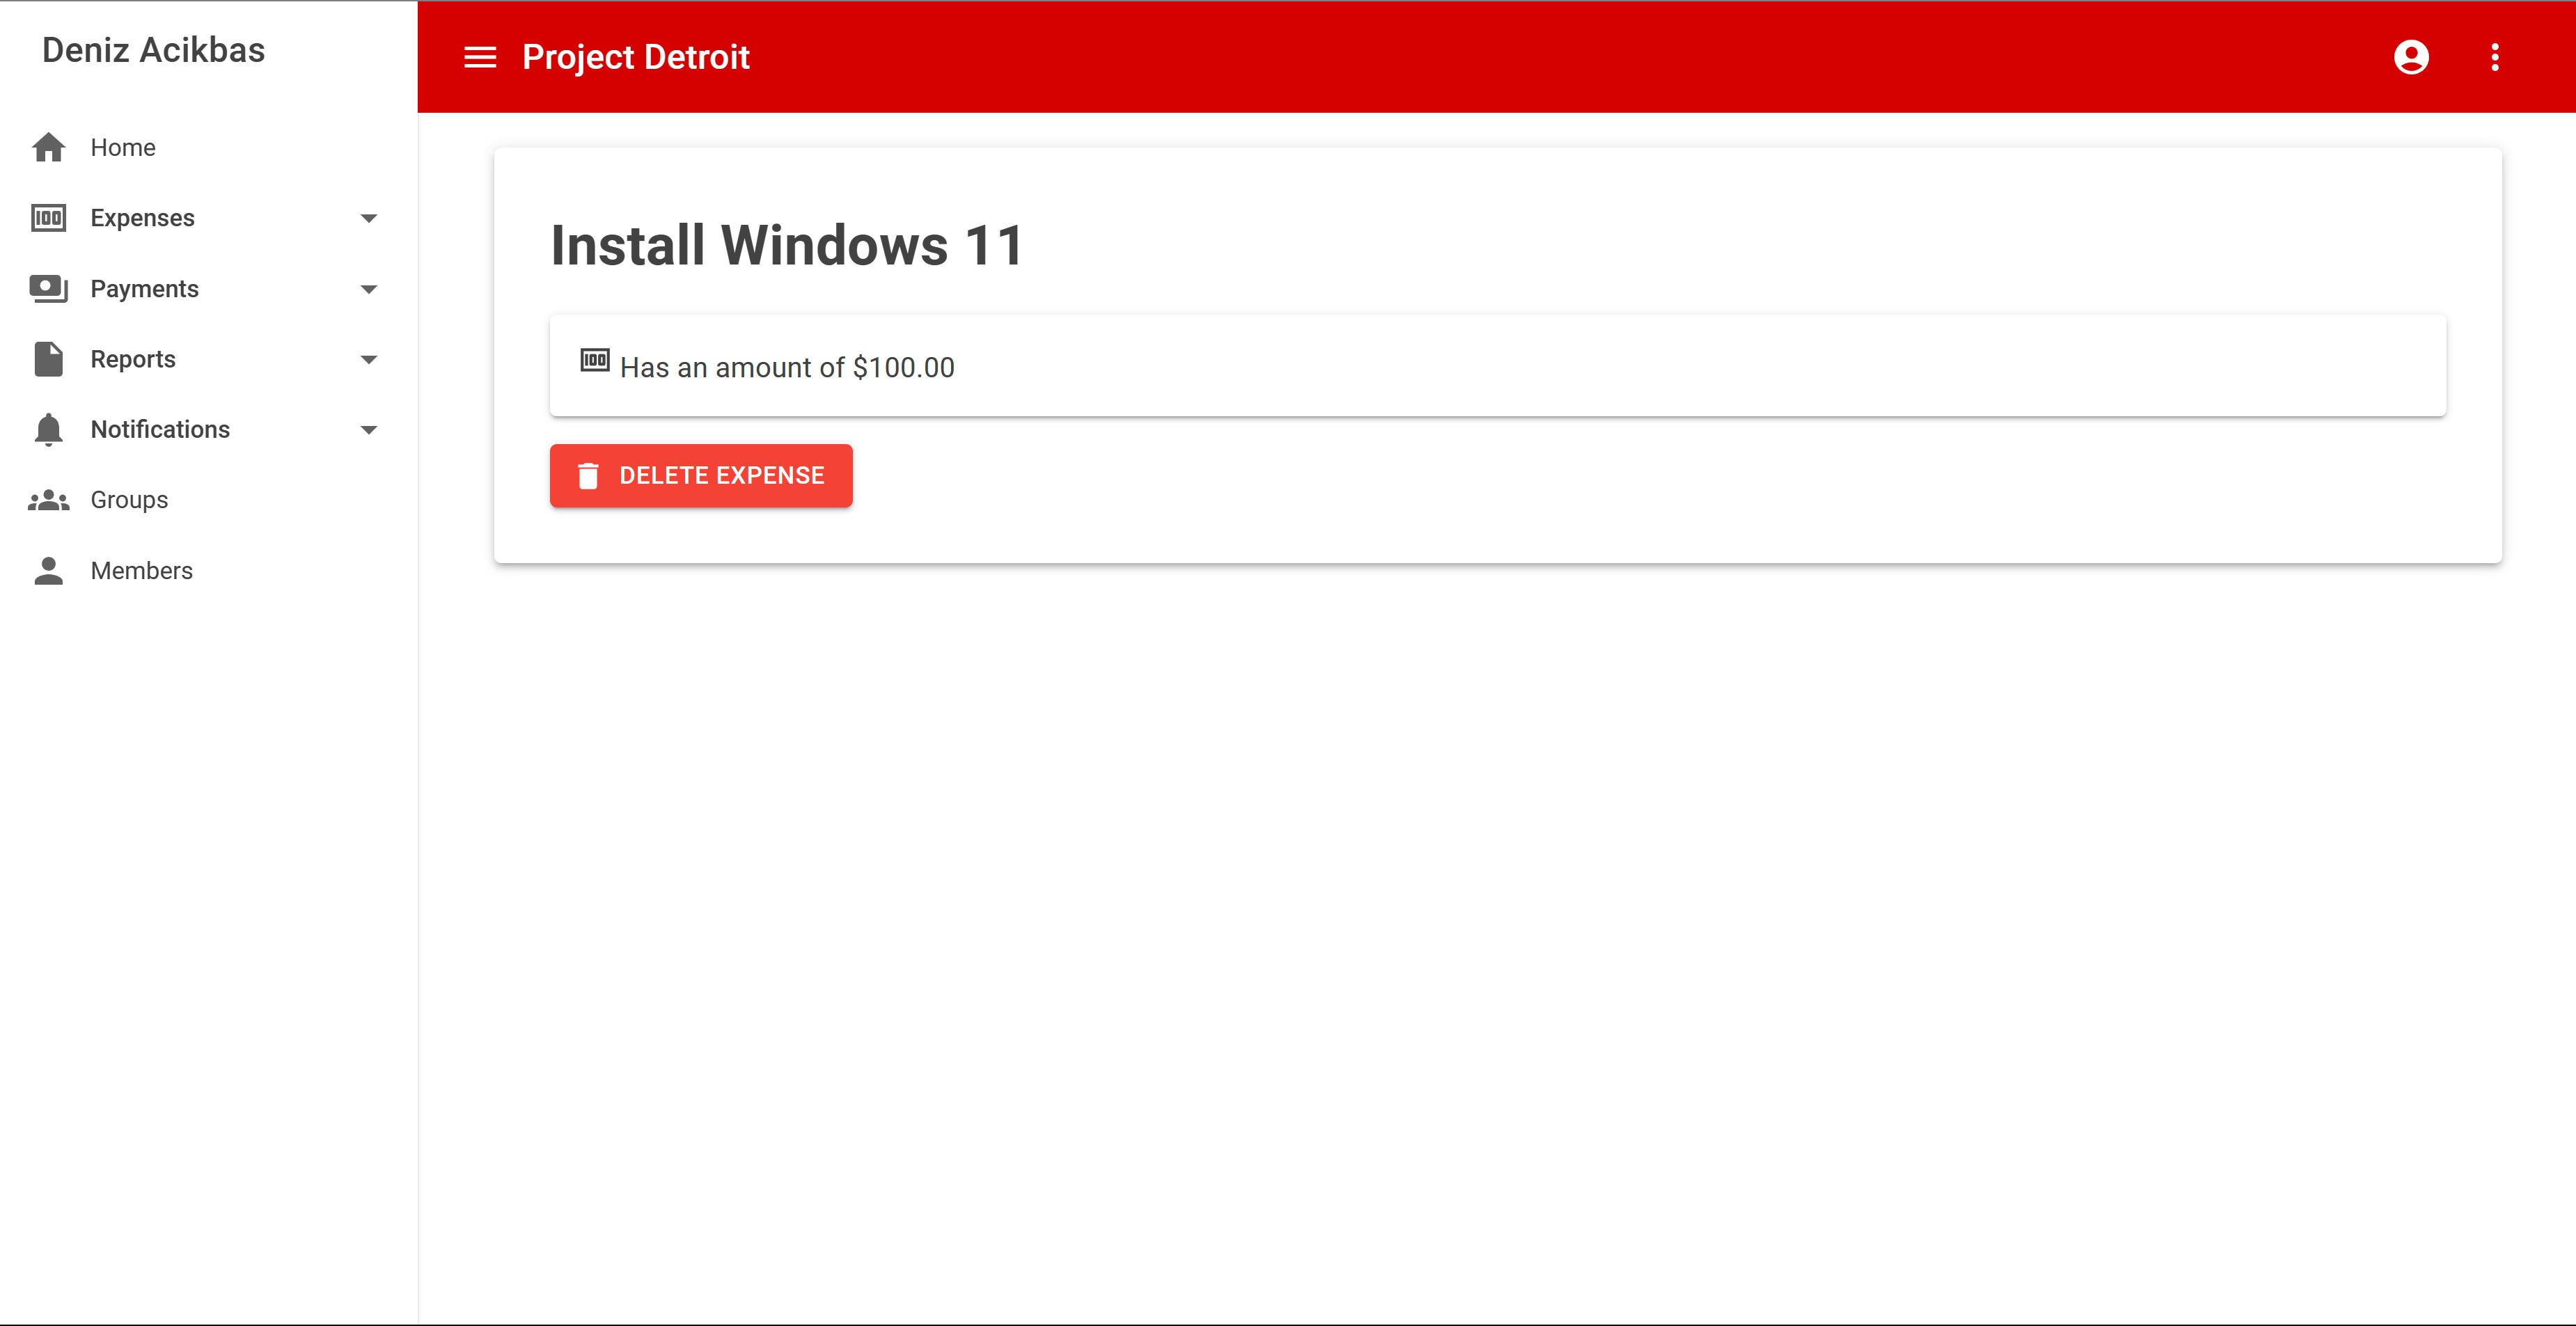 Deniz Acikbas
Home
Expenses
Payments
Reports
Notifications
Groups
Members
Project Detroit
Install Windows 11
Has an amount of $100.00
DELETE EXPENSE